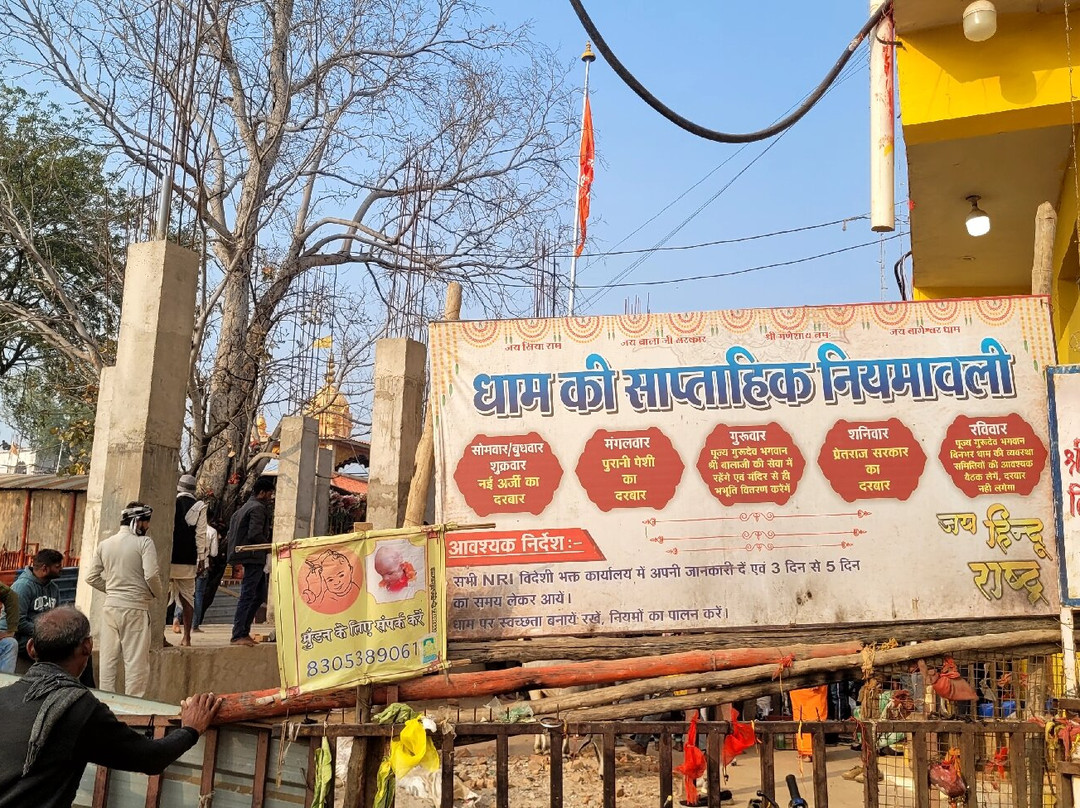 जय सिया राम
जय बाला जी सरकार
श्री गणेशाय नमः
जय नागेश्वर धाम
धाम की साप्ताहिक नियमावली
सोमवार/बुधवार
शुक्रवार
नई अर्जी का
दरबार
मंगलवार
पुरानी पेशी
का
दरबार
गुरूवार
पूज्य गुरूदेव भगवान
श्री बालाजी की सेवा में
रहेंगे एवं मंदिर से ही
भभूति वितरण करेंगे
शनिवार
प्रेतराज सरकार
का
दरबार
रविवार
पूज्य गुरूदेव भगवान
दिनभर धाम की व्यवस्था
समितियों की आवश्यक
बैठक लेगें, दरबार
नही लगेगा।
जय हिन्दू
राष्ट्र
आवश्यक निर्देश :-
सभी NRI विदेशी भक्त कार्यालय में अपनी जानकारी दें एवं 3 दिन से 5 दिन
का समय लेकर आयें।
धाम पर स्वच्छता बनायें रखें, नियमों का पालन करें।
मुंडन के लिए संपर्क करें
8305389061